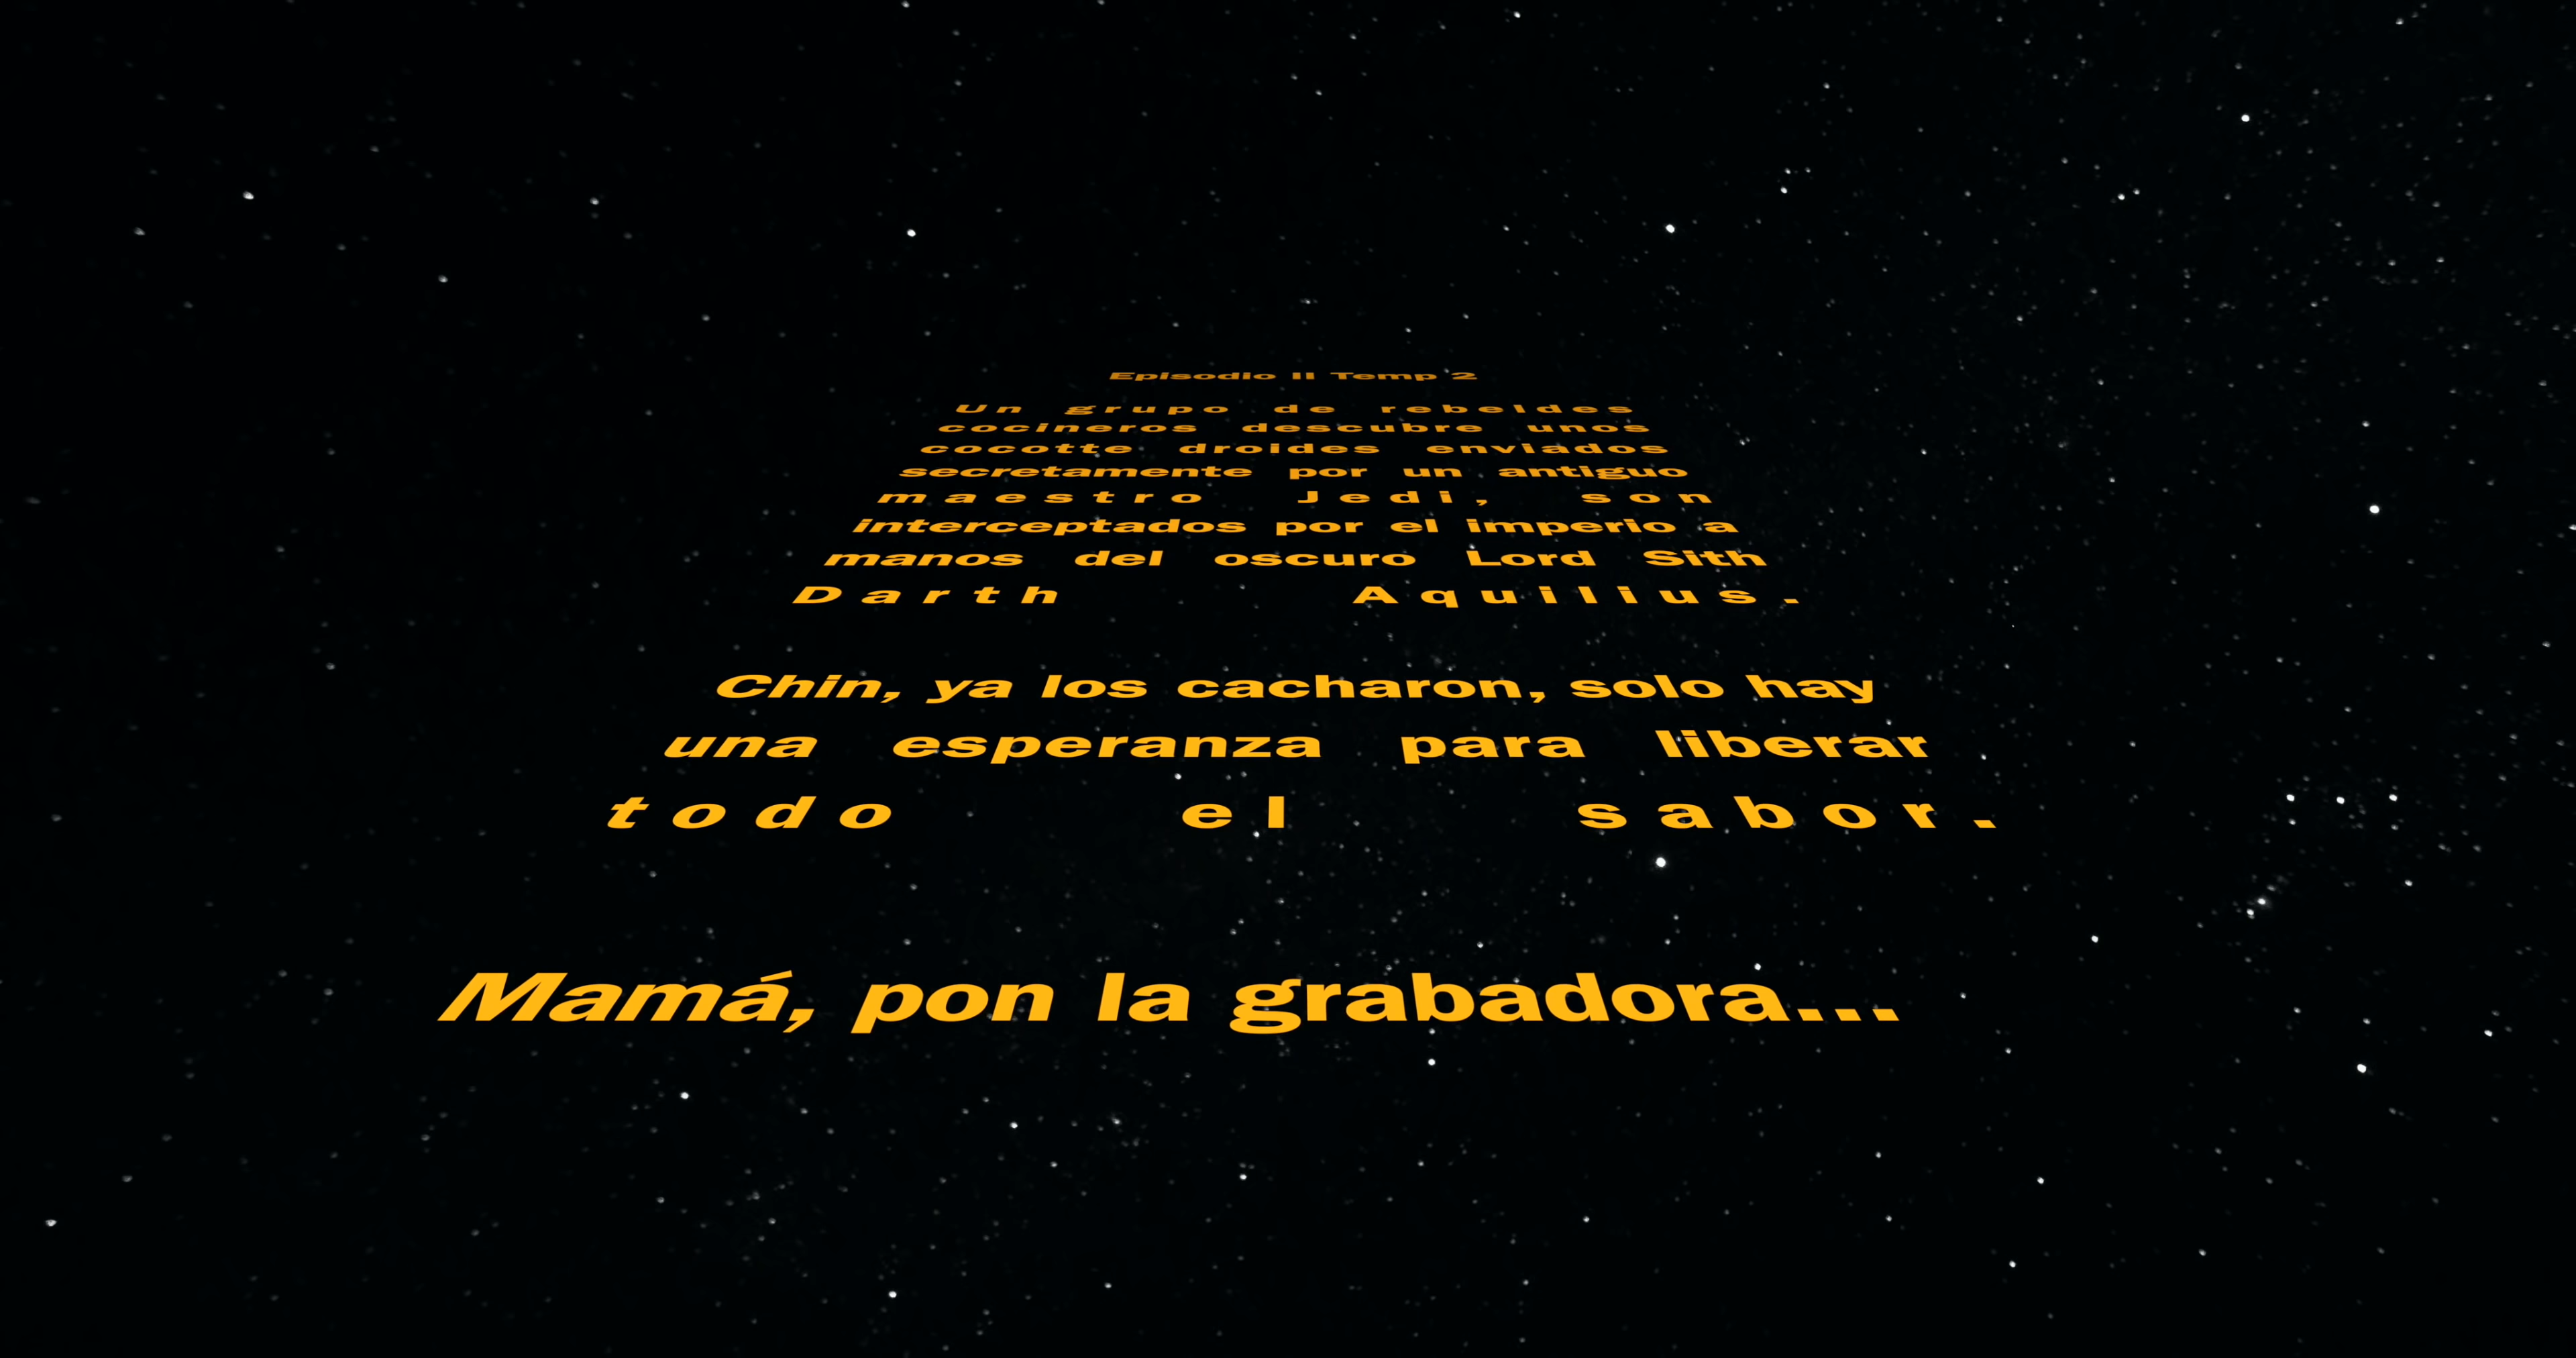 Episodio II Temp 2
Un grupo de rebeldes
cocineros descubre unos
cocotte droides enviados
secretamente por un antiguo
maestro Jedi, son
interceptados por el imperio a
manos del oscuro Lord Sith
Darth Aquilius.
Chin, ya los cacharon, solo hay
una esperanza para liberar
todo el sabor.
Mamá, pon la grabadora...